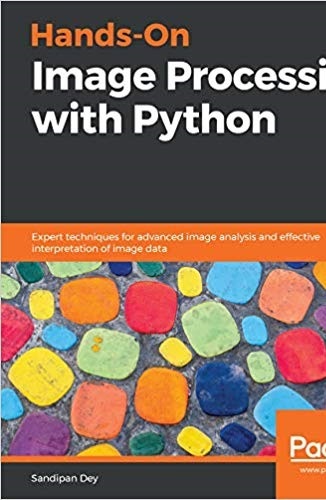 Hands-On
Image Processi
with Python
Expert techniques for advanced image analysis and effective
interpretation of image data
Sandipan Dey
Pac
www.p